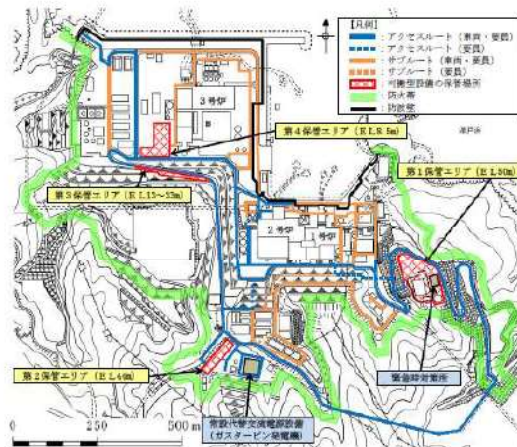 【凡例】
：アクセスルート（車両・要員）
：アクセスルート（要員）
：サブルート（車両・要員）
：サブルート（要員）
：可搬型設備の保管場所
：防火帯
：防波壁
3号炉
第4保管エリア（EL8.5m）
第1保管エリア（EL50m）
第3保管エリア（EL13～33m）
2号炉
1号炉
第2保管エリア（EL44m）
緊急時対策所
常設代替交流電源設備
（ガスタービン発電機）
0
250
500 m